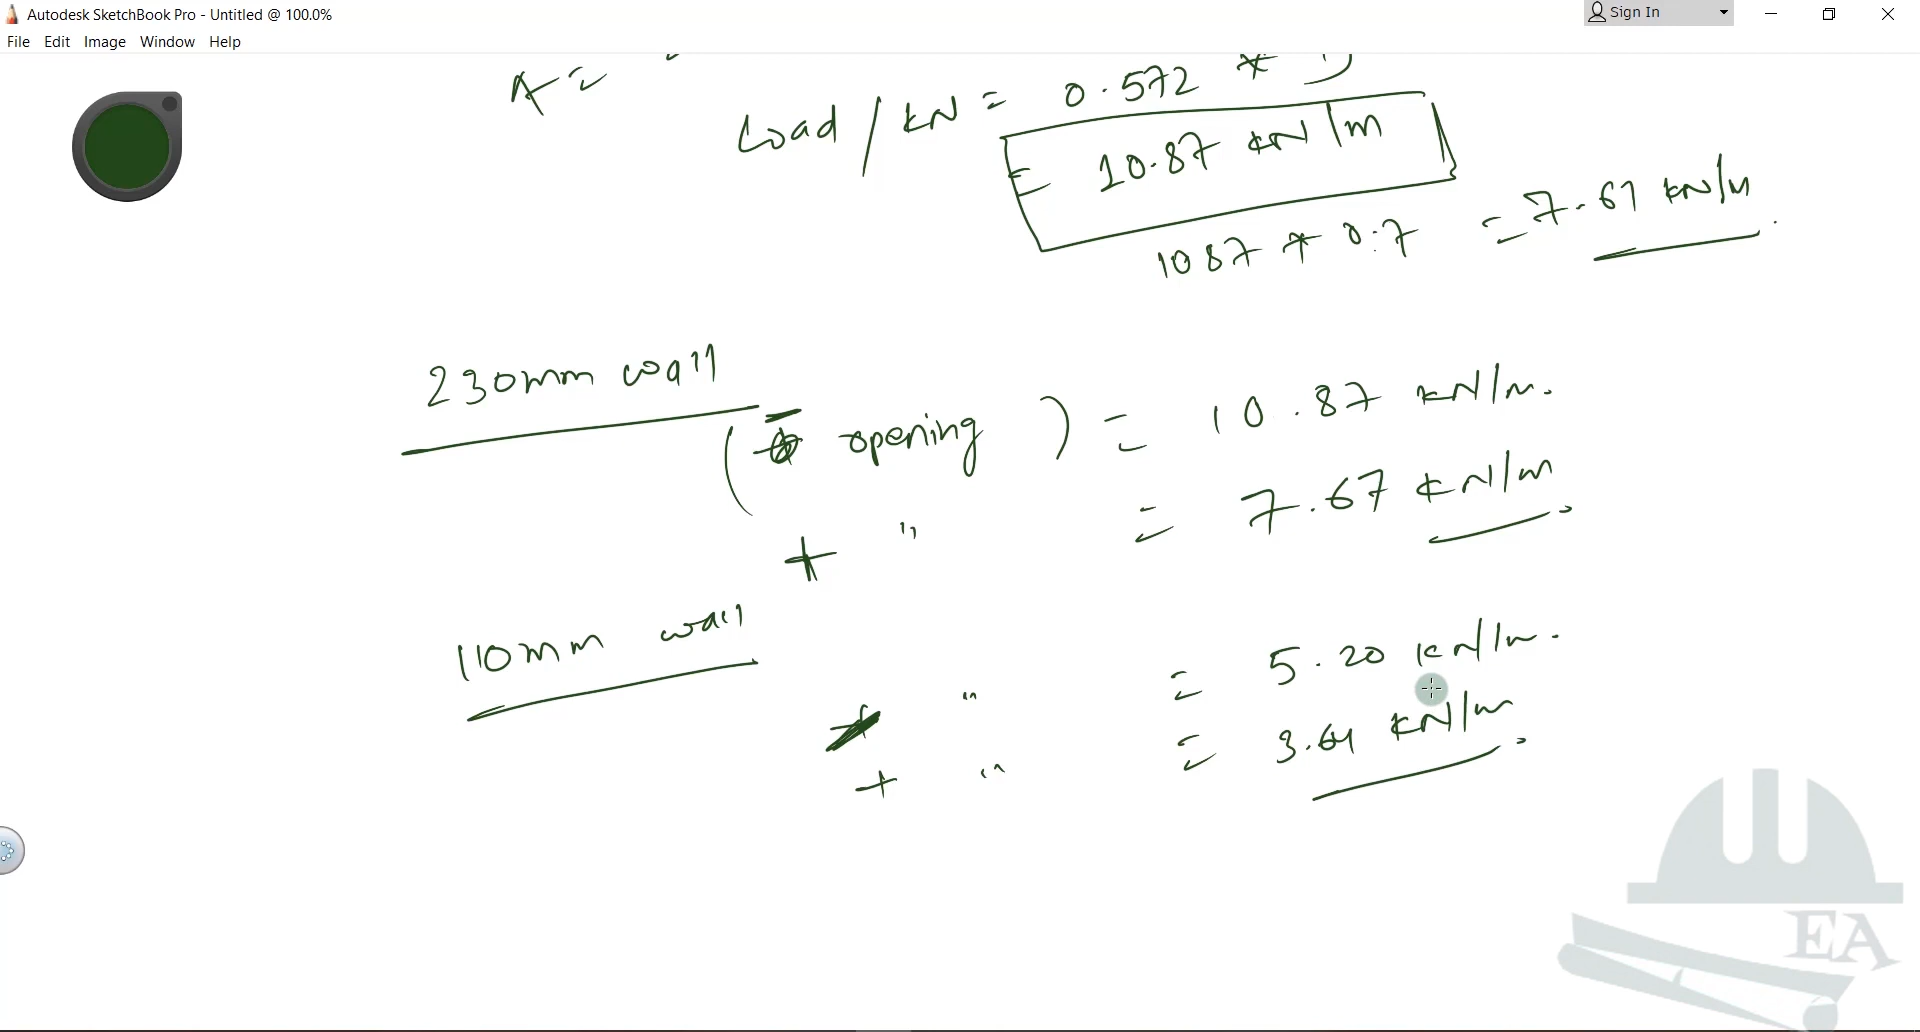 Autodesk SketchBook Pro - Untitled @ 100.0%
Sign In
File Edit Image Window Help
A =
Load / kN = 0.572 *
= 10.87 kN/m
1087 * 0.7 = 7.61 kN/m
230mm wall
( opening ) = 10.87 kN/m.
+ " = 7.67 kN/m
110mm wall
" = 5.20 kN/m.
+ " = 3.64 kN/m
EA